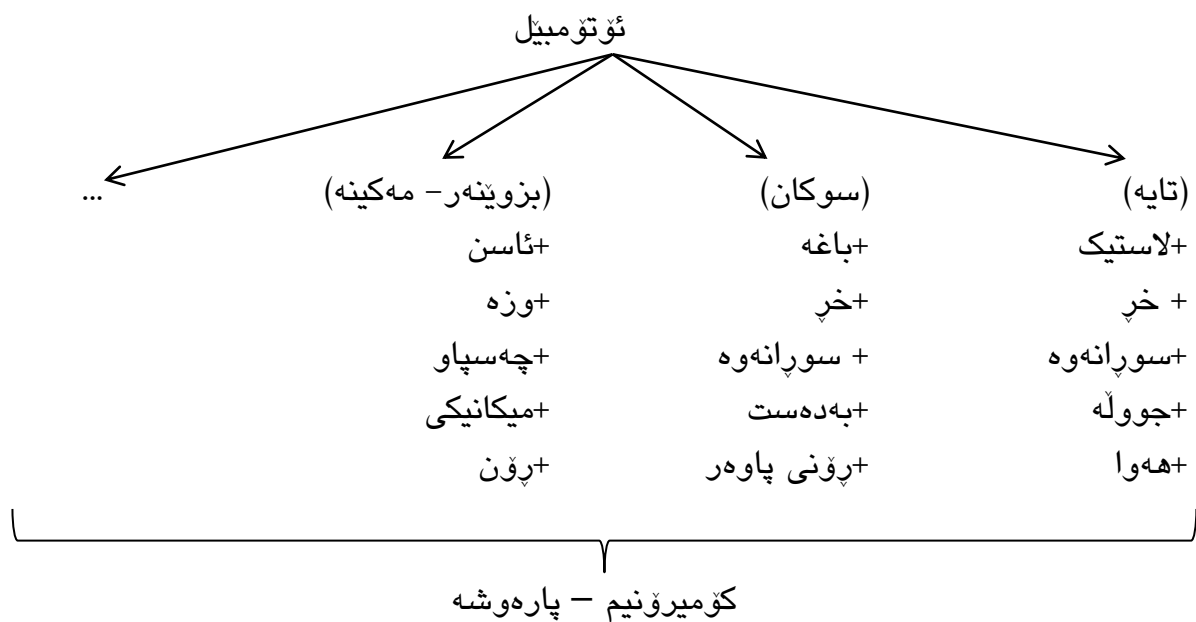 ئۆتۆمبێل
(تایە) (سوکان) (بزوێنەر– مەکینە) ...
+لاستیک +باغە +ئاسن
+ خڕ +خڕ +وزە
+سوڕانەوە + سوڕانەوە +چەسپاو
+جووڵە +بەدەست +میکانیکی
+هەوا +ڕۆنی پاوەر +ڕۆن
کۆمیرۆنیم – پارەوشە